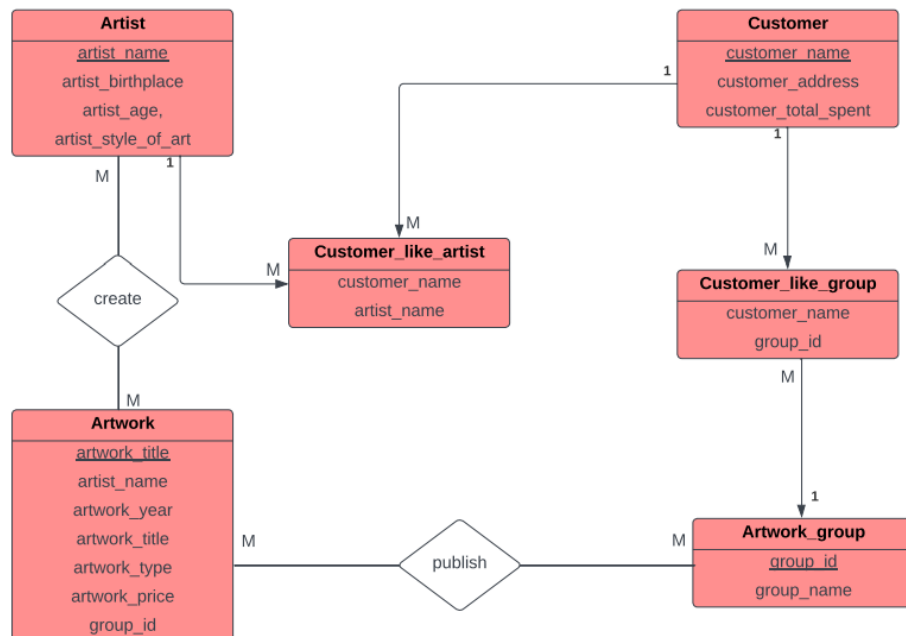 Artist
artist_name
artist_birthplace
artist_age,
artist_style_of_art
Customer
customer_name
customer_address
customer_total_spent
1
1
M
1
M
M
Customer_like_artist
customer_name
artist_name
M
Customer_like_group
customer_name
group_id
create
M
M
Artwork
artwork_title
artist_name
artwork_year
artwork_title
artwork_type
artwork_price
group_id
M
publish
M
1
Artwork_group
group_id
group_name